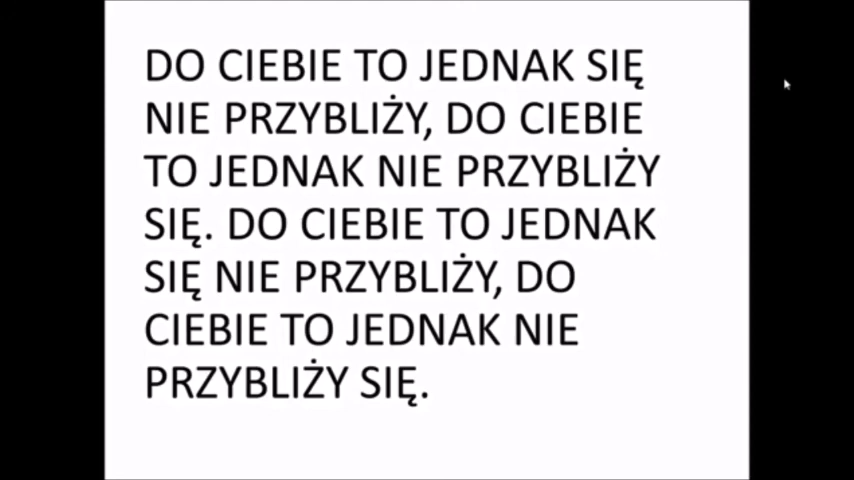 DO CIEBIE TO JEDNAK SIĘ
NIE PRZYBLIŻY, DO CIEBIE
TO JEDNAK NIE PRZYBLIŻY
SIĘ. DO CIEBIE TO JEDNAK
SIĘ NIE PRZYBLIŻY, DO
CIEBIE TO JEDNAK NIE
PRZYBLIŻY SIĘ.